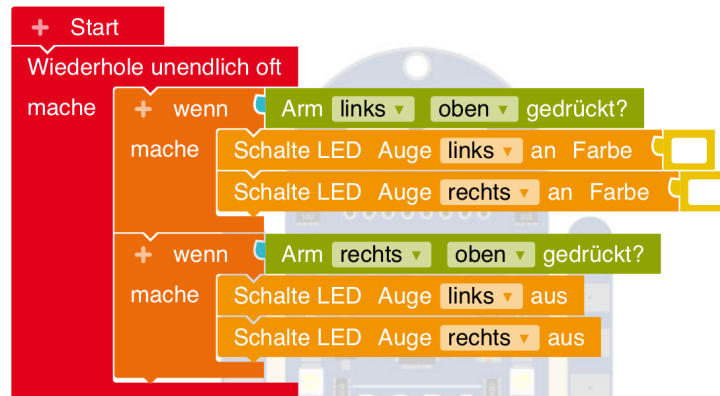 + Start
Wiederhole unendlich oft
mache + wenn Arm links oben gedrückt?
mache Schalte LED Auge links an Farbe
Schalte LED Auge rechts an Farbe
+ wenn Arm rechts oben gedrückt?
mache Schalte LED Auge links aus
Schalte LED Auge rechts aus